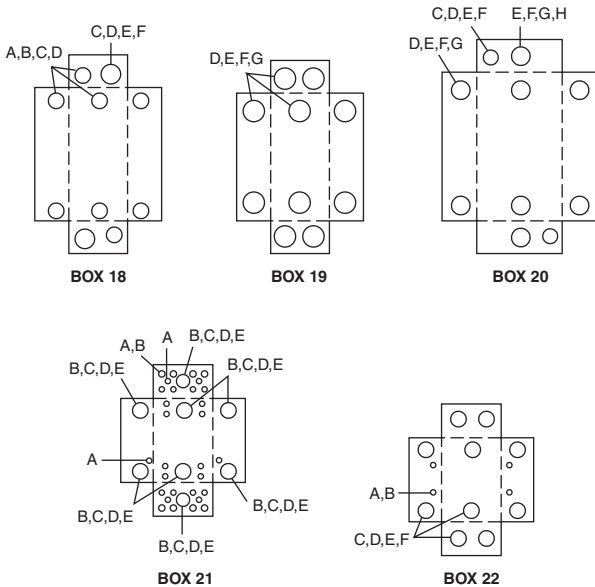 C,D,E,F
A,B,C,D
BOX 18
D,E,F,G
BOX 19
C,D,E,F
E,F,G,H
D,E,F,G
BOX 20
A
B,C,D,E
A,B
B,C,D,E
B,C,D,E
A
B,C,D,E
B,C,D,E
B,C,D,E
BOX 21
A,B
C,D,E,F
BOX 22